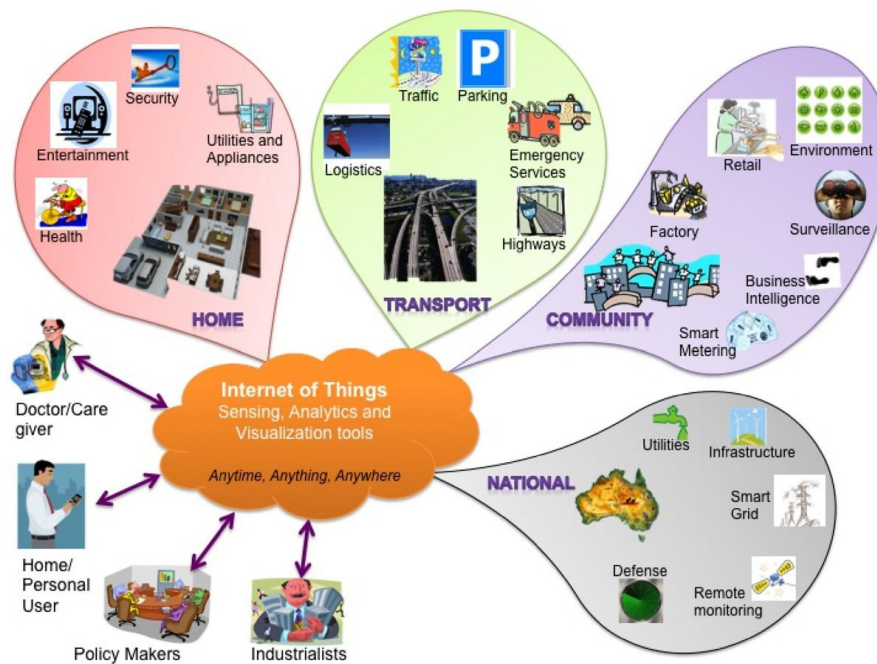 Security
Entertainment
Utilities and
Appliances
Health
HOME
Traffic
Parking
P
Logistics
Emergency
Services
Highways
TRANSPORT
Retail
Environment
Factory
Surveillance
Business
Intelligence
COMMUNITY
Smart
Metering
Doctor/Care
giver
Internet of Things
Sensing, Analytics and
Visualization tools
Anytime, Anything, Anywhere
Home/
Personal
User
Policy Makers
Industrialists
NATIONAL
Utilities
Infrastructure
Smart
Grid
Defense
Remote
monitoring